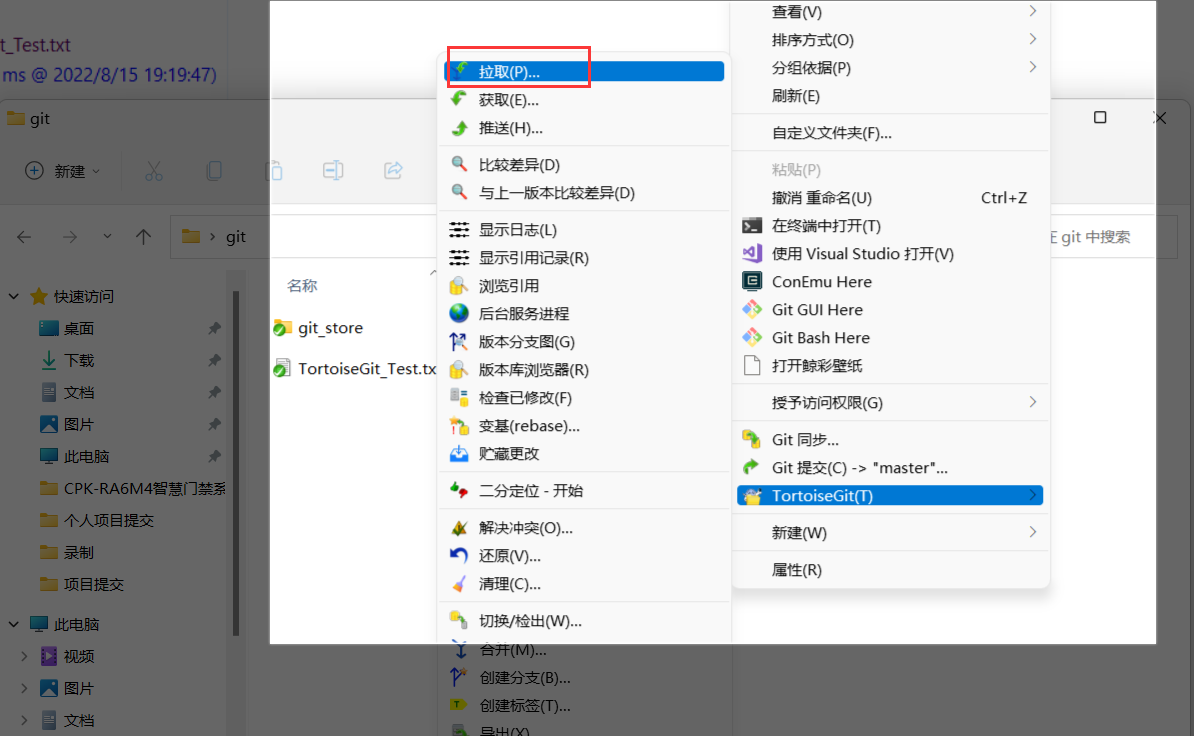 t_Test.txt
ms @ 2022/8/15 19:19:47)
git
新建
git
在 git 中搜索
快速访问
桌面
下载
文档
图片
此电脑
CPK-RA6M4智慧门禁系
个人项目提交
录制
项目提交
此电脑
视频
图片
文档
名称
git_store
TortoiseGit_Test.tx
拉取(P)...
获取(E)...
推送(H)...
比较差异(D)
与上一版本比较差异(D)
显示日志(L)
显示引用记录(R)
浏览引用
后台服务进程
版本分支图(G)
版本库浏览器(R)
检查已修改(F)
变基(rebase)...
贮藏更改
二分定位 - 开始
解决冲突(O)...
还原(V)...
清理(C)...
切换/检出(W)...
合并(M)...
创建分支(B)...
创建标签(T)...
导出(X)
查看(V)
排序方式(O)
分组依据(P)
刷新(E)
自定义文件夹(F)...
粘贴(P)
撤消 重命名(U) Ctrl+Z
在终端中打开(T)
使用 Visual Studio 打开(V)
ConEmu Here
Git GUI Here
Git Bash Here
打开鲸彩壁纸
授予访问权限(G)
Git 同步...
Git 提交(C) -> "master"...
TortoiseGit(T)
新建(W)
属性(R)